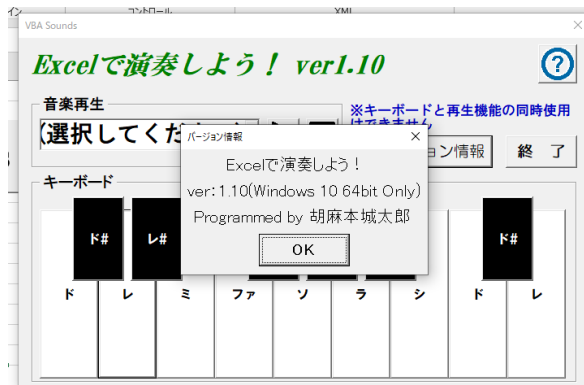 イン コントロール XML
VBA Sounds
Excelで演奏しよう！ ver1.10
音楽再生
※キーボードと再生機能の同時使用
はできません
(選択してくだ
ョン情報
終 了
バージョン情報
Excelで演奏しよう！
ver:1.10(Windows 10 64bit Only)
Programmed by 胡麻本城太郎
OK
キーボード
ド# レ# ド#
ド レ ミ ファ ソ ラ シ ド レ